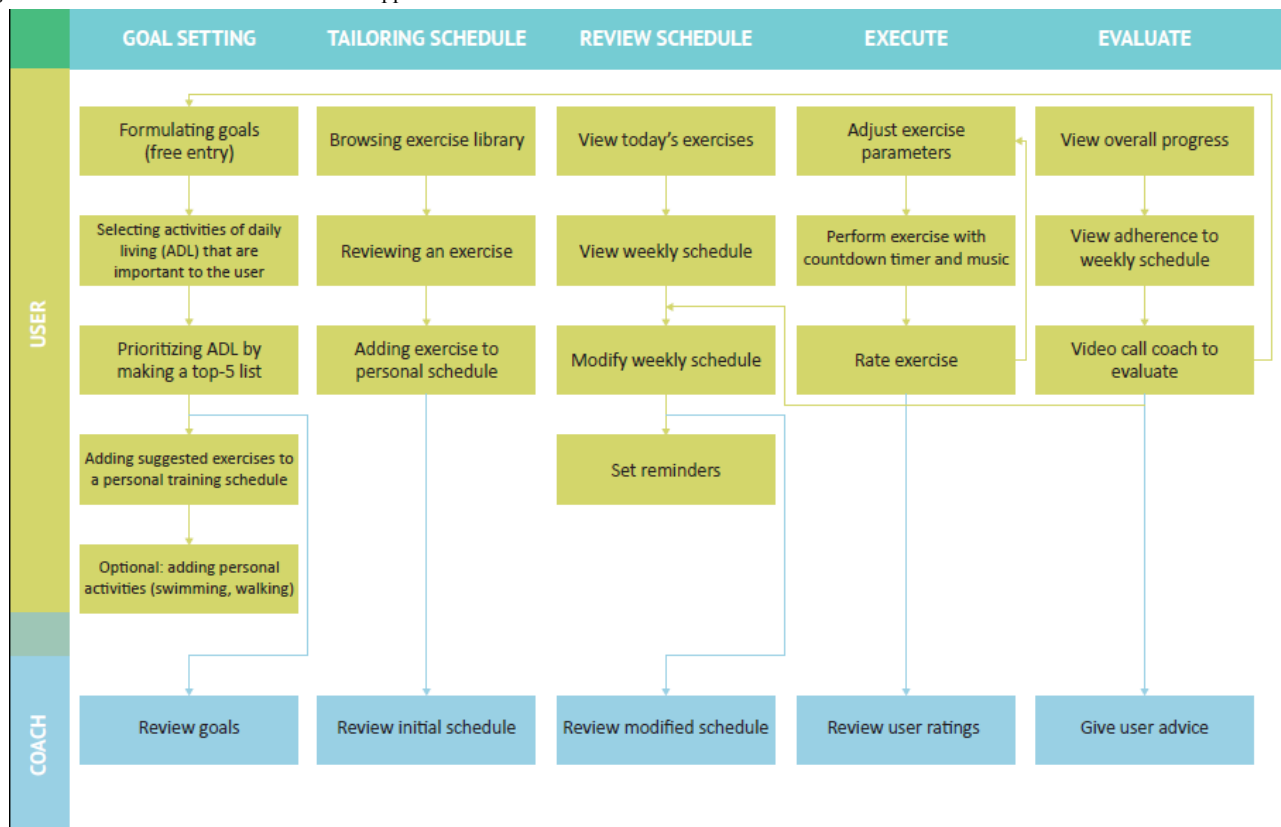 GOAL SETTING
TAILORING SCHEDULE
REVIEW SCHEDULE
EXECUTE
EVALUATE
USER
Formulating goals
(free entry)
Selecting activities of daily
living (ADL) that are
important to the user
Prioritizing ADL by
making a top-5 list
Adding suggested exercises to
a personal training schedule
Optional: adding personal
activities (swimming, walking)
Browsing exercise library
Reviewing an exercise
Adding exercise to
personal schedule
View today's exercises
View weekly schedule
Modify weekly schedule
Set reminders
Adjust exercise
parameters
Perform exercise with
countdown timer and music
Rate exercise
View overall progress
View adherence to
weekly schedule
Video call coach to
evaluate
COACH
Review goals
Review initial schedule
Review modified schedule
Review user ratings
Give user advice